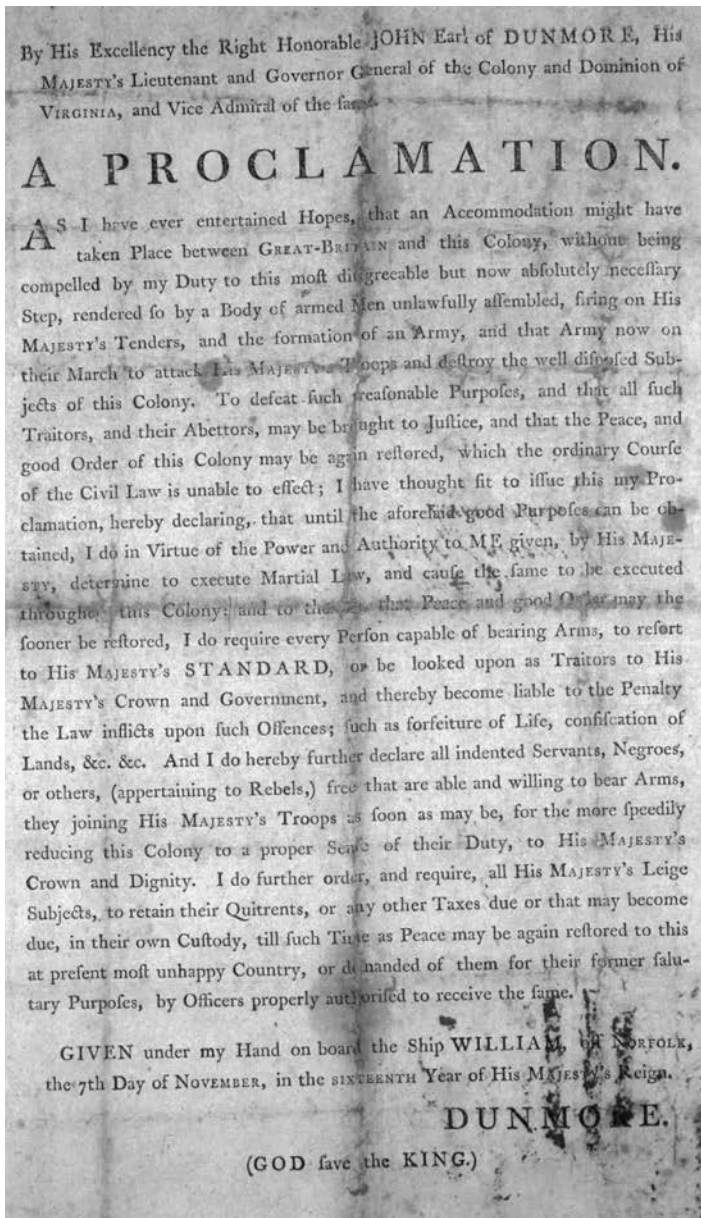 By His Excellency the Right Honorable JOHN Earl of DUNMORE, His
MAJESTY's Lieutenant and Governor General of the Colony and Dominion of
VIRGINIA, and Vice Admiral of the ſame.
A PROCLAMATION.
AS I have ever entertained Hopes, that an Accommodation might have
taken Place between GREAT-BRITAIN and this Colony, without being
compelled by my Duty to this moſt diſagreeable but now abſolutely neceſſary
Step, rendered ſo by a Body of armed Men unlawfully aſſembled, firing on His
MAJESTY's Tenders, and the formation of an Army, and that Army now on
their March to attack His MAJESTY's Troops and deſtroy the well diſpoſed Sub-
jects of this Colony. To defeat ſuch treaſonable Purpoſes, and that all ſuch
Traitors, and their Abettors, may be brought to Juſtice, and that the Peace, and
good Order of this Colony may be again reſtored, which the ordinary Courſe
of the Civil Law is unable to effect; I have thought fit to iſſue this my Pro-
clamation, hereby declaring, that until the aforeſaid good Purpoſes can be ob-
tained, I do in Virtue of the Power and Authority to ME given, by His MAJE-
STY, determine to execute Martial Law, and cauſe the ſame to be executed
throughout this Colony: and to the end that Peace and good Order may the
ſooner be reſtored, I do require every Perſon capable of bearing Arms, to reſort
to His MAJESTY's STANDARD, or be looked upon as Traitors to His
MAJESTY's Crown and Government, and thereby become liable to the Penalty
the Law inflicts upon ſuch Offences; ſuch as forfeiture of Life, confiſcation of
Lands, &c. &c. And I do hereby further declare all indented Servants, Negroes,
or others, (appertaining to Rebels,) free that are able and willing to bear Arms,
they joining His MAJESTY's Troops as ſoon as may be, for the more ſpeedily
reducing this Colony to a proper Senſe of their Duty, to His MAJESTY's
Crown and Dignity. I do further order, and require, all His MAJESTY's Leige
Subjects, to retain their Quitrents, or any other Taxes due or that may become
due, in their own Cuſtody, till ſuch Time as Peace may be again reſtored to this
at preſent moſt unhappy Country, or demanded of them for their former ſalu-
tary Purpoſes, by Officers properly authoriſed to receive the ſame.
GIVEN under my Hand on board the Ship WILLIAM, off NORFOLK,
the 7th Day of NOVEMBER, in the SIXTEENTH Year of His MAJESTY's Reign.
DUNMORE.
(GOD ſave the KING.)